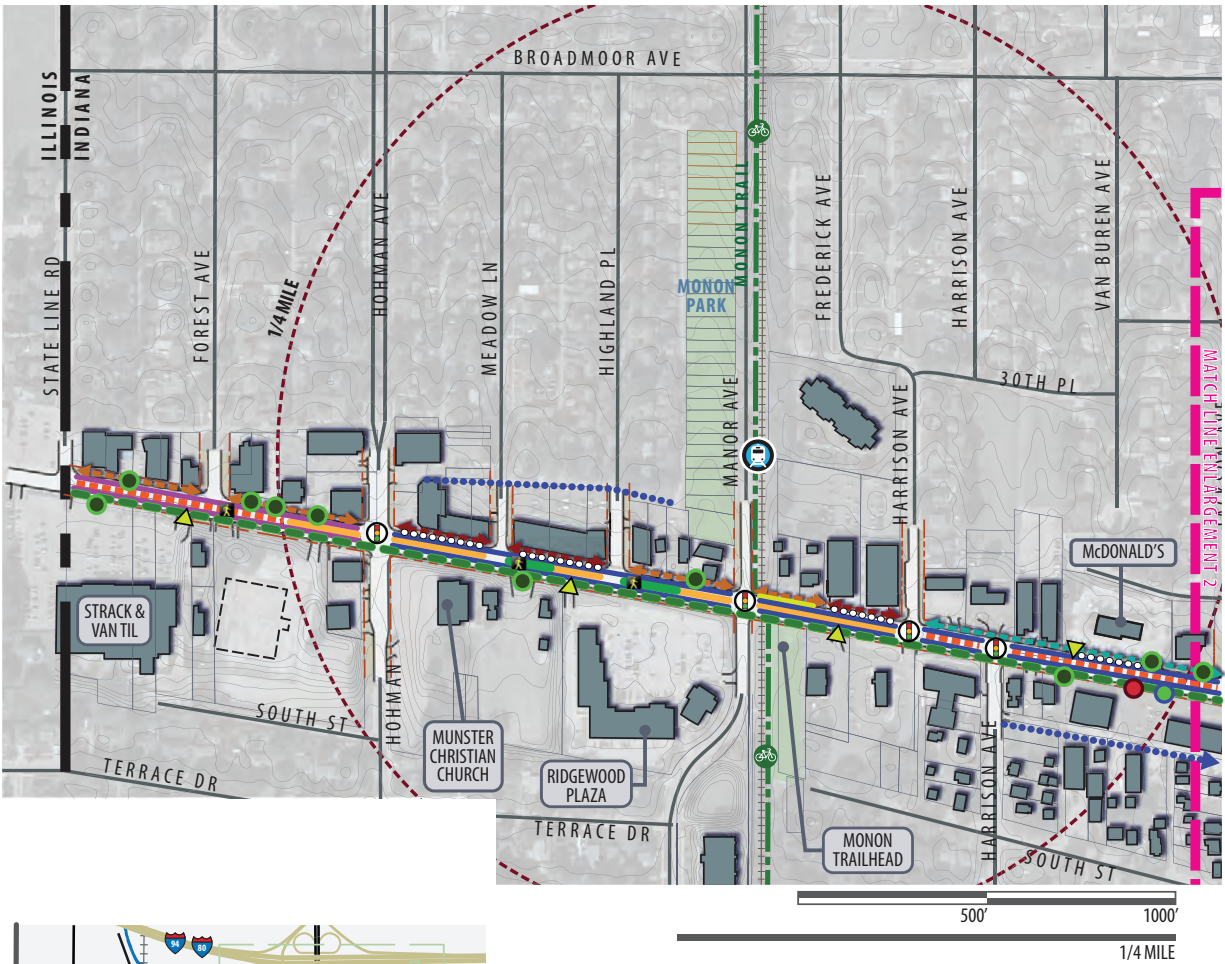 BROADMOOR AVE
ILLINOIS
INDIANA
STATE LINE RD
FOREST AVE
1/4 MILE
HOHMAN AVE
MEADOW LN
HIGHLAND PL
MONON
PARK
MONON TRAIL
MANOR AVE
FREDERICK AVE
HARRISON AVE
HARRISON AVE
VAN BUREN AVE
30TH PL
MATCH LINE ENLARGEMENT 2
McDONALD'S
STRACK &
VAN TIL
SOUTH ST
HOHMAN
TERRACE DR
MUNSTER
CHRISTIAN
CHURCH
RIDGEWOOD
PLAZA
TERRACE DR
MONON
TRAILHEAD
HARRISON AVE
SOUTH ST
500'
1000'
1/4 MILE
94
80